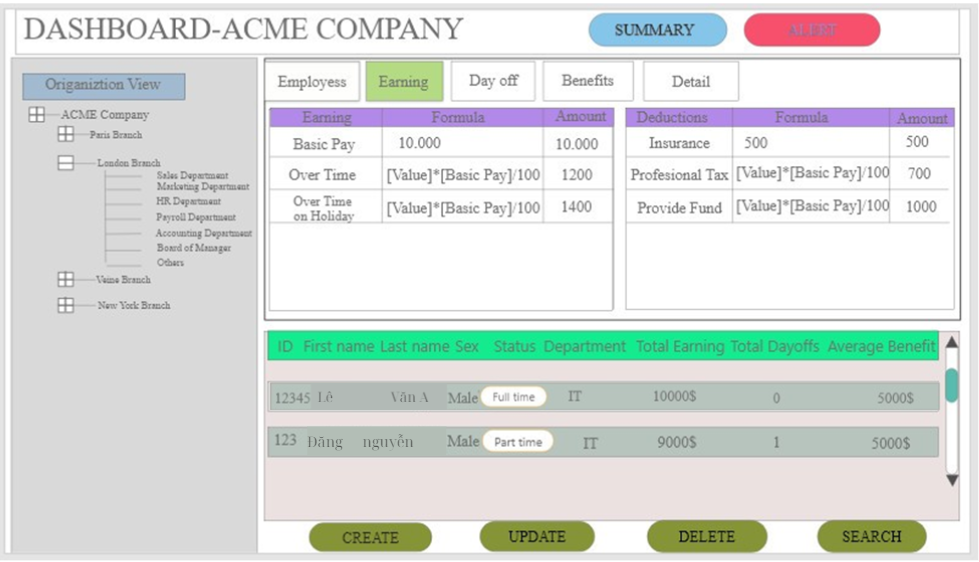 DASHBOARD-ACME COMPANY
SUMMARY
ALERT
Origaniztion View
ACME Company
Paris Branch
London Branch
Sales Department
Marketing Department
HR Department
Payroll Department
Accounting Department
Board of Manager
Others
Veine Branch
New York Branch
Employess Earning Day off Benefits Detail
Earning Formula Amount
Basic Pay 10.000 10.000
Over Time [Value]*[Basic Pay]/100 1200
Over Time
on Holiday [Value]*[Basic Pay]/100 1400
Deductions Formula Amount
Insurance 500 500
Profesional Tax [Value]*[Basic Pay]/100 700
Provide Fund [Value]*[Basic Pay]/100 1000
ID First name Last name Sex Status Department Total Earning Total Dayoffs Average Benefit
12345 Lê Văn A Male Full time IT 10000$ 0 5000$
123 Đăng nguyễn Male Part time IT 9000$ 1 5000$
CREATE UPDATE DELETE SEARCH